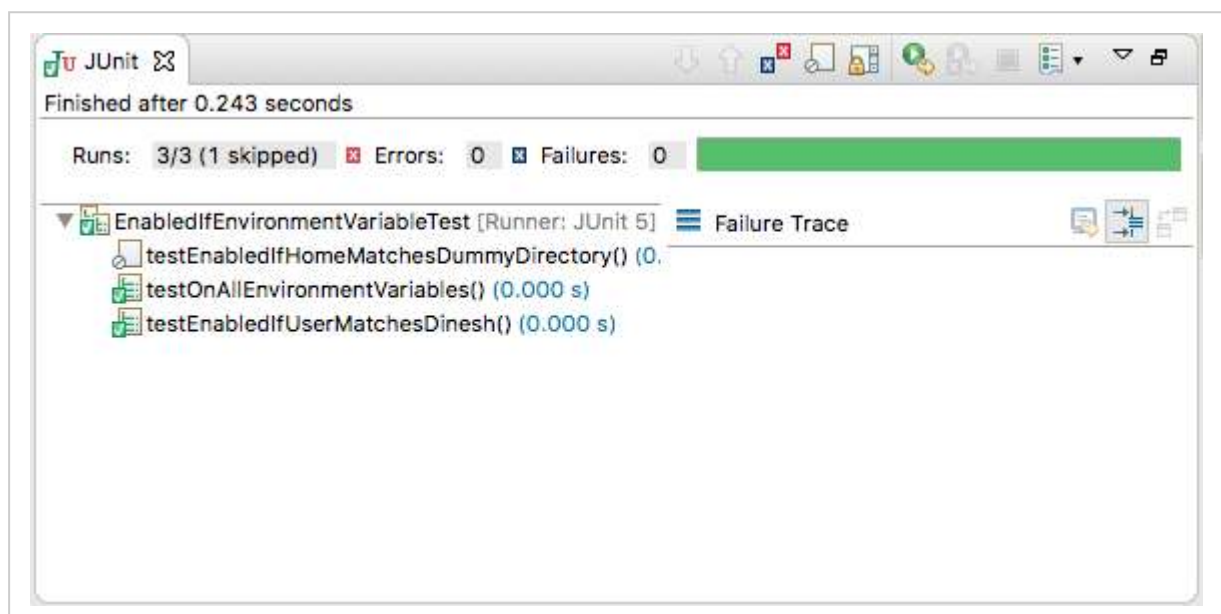 JUnit
Finished after 0.243 seconds
Runs: 3/3 (1 skipped) Errors: 0 Failures: 0
EnabledIfEnvironmentVariableTest [Runner: JUnit 5] Failure Trace
testEnabledIfHomeMatchesDummyDirectory() (0.
testOnAllEnvironmentVariables() (0.000 s)
testEnabledIfUserMatchesDinesh() (0.000 s)